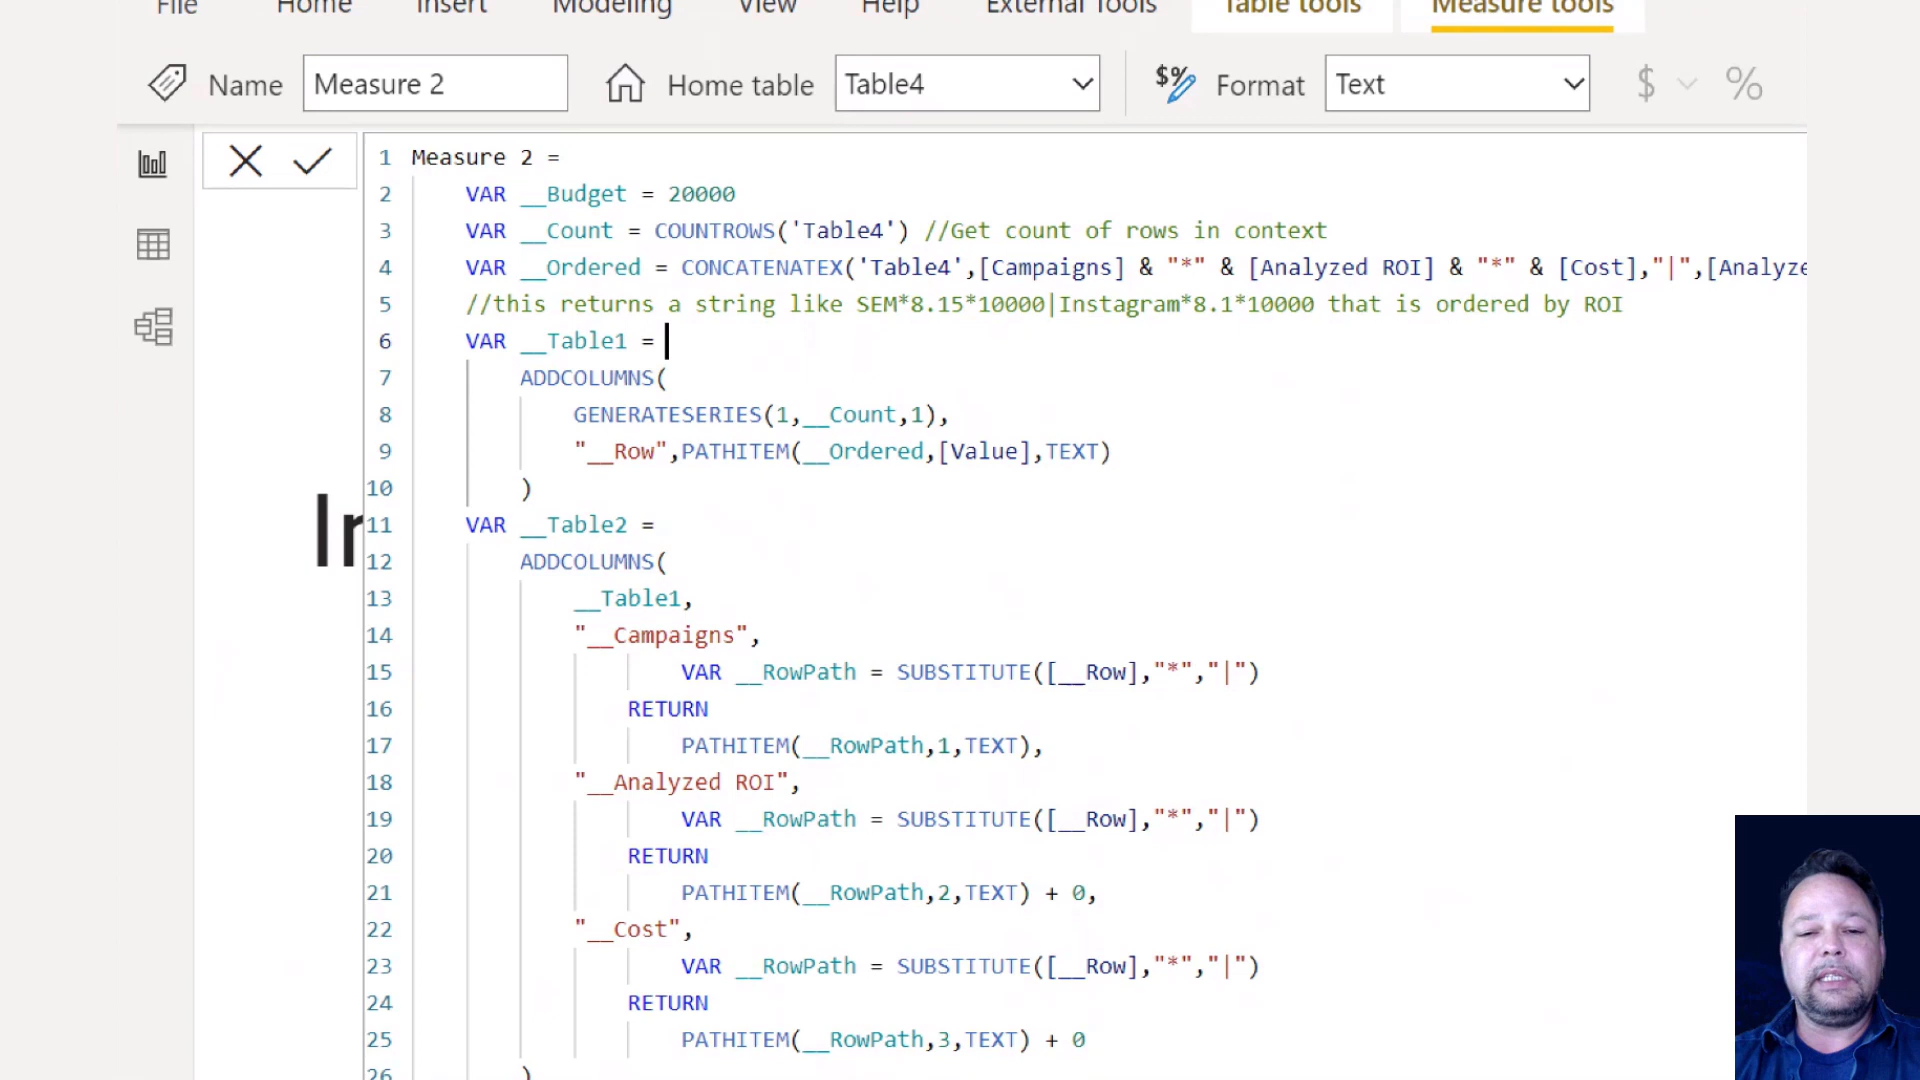 File Home Insert Modeling View Help External Tools Table tools Measure tools
Name Measure 2 Home table Table4 Format Text $ %
1 Measure 2 =
2 VAR __Budget = 20000
3 VAR __Count = COUNTROWS('Table4') //Get count of rows in context
4 VAR __Ordered = CONCATENATEX('Table4',[Campaigns] & "*" & [Analyzed ROI] & "*" & [Cost],"|",[Analyze
5 //this returns a string like SEM*8.15*10000|Instagram*8.1*10000 that is ordered by ROI
6 VAR __Table1 =
7 ADDCOLUMNS(
8 GENERATESERIES(1,__Count,1),
9 "__Row",PATHITEM(__Ordered,[Value],TEXT)
10 )
In
11 VAR __Table2 =
12 ADDCOLUMNS(
13 __Table1,
14 "__Campaigns",
15 VAR __RowPath = SUBSTITUTE([__Row],"*","|")
16 RETURN
17 PATHITEM(__RowPath,1,TEXT),
18 "__Analyzed ROI",
19 VAR __RowPath = SUBSTITUTE([__Row],"*","|")
20 RETURN
21 PATHITEM(__RowPath,2,TEXT) + 0,
22 "__Cost",
23 VAR __RowPath = SUBSTITUTE([__Row],"*","|")
24 RETURN
25 PATHITEM(__RowPath,3,TEXT) + 0
26 )